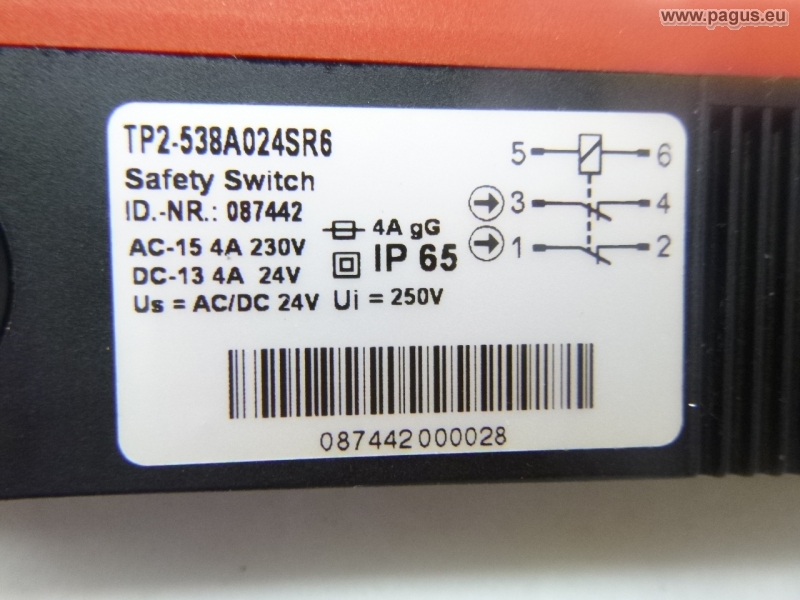 www.pagus.eu
TP2-538A024SR6
Safety Switch
ID.-NR.: 087442
AC-15 4A 230V
DC-13 4A 24V
Us = AC/DC 24V
4A gG
IP 65
Ui = 250V
5 6
3 4
1 2
087442000028